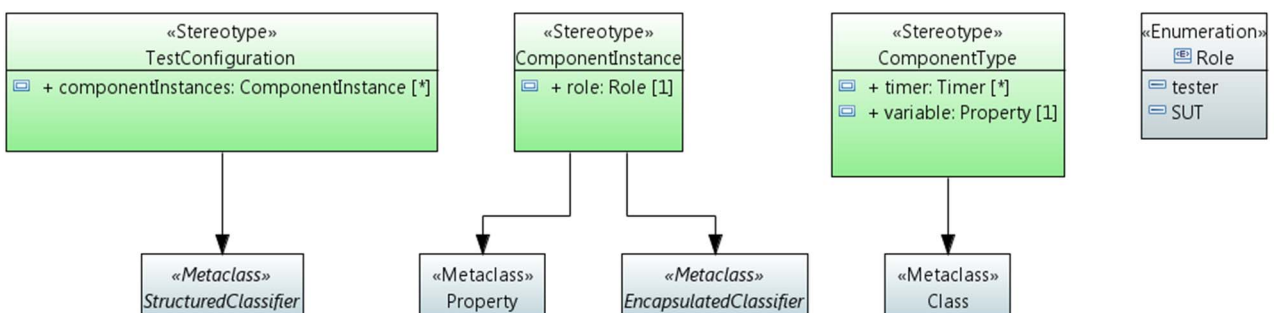 «Stereotype»
TestConfiguration
+ componentInstances: ComponentInstance [*]
«Stereotype»
ComponentInstance
+ role: Role [1]
«Stereotype»
ComponentType
+ timer: Timer [*]
+ variable: Property [1]
«Enumeration»
Role
tester
SUT
«Metaclass»
StructuredClassifier
«Metaclass»
Property
«Metaclass»
EncapsulatedClassifier
«Metaclass»
Class